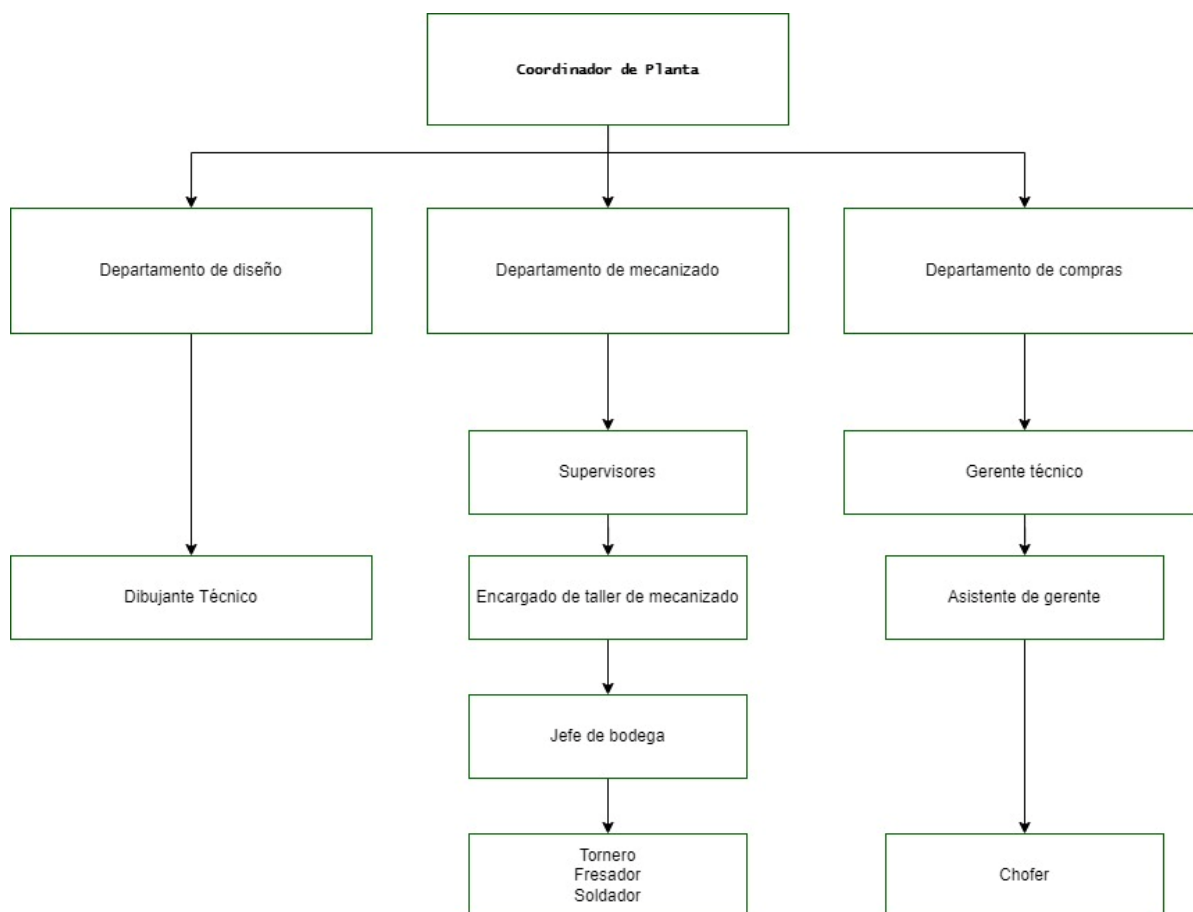 Coordinador de Planta
Departamento de diseño
Departamento de mecanizado
Departamento de compras
Supervisores
Gerente técnico
Dibujante Técnico
Encargado de taller de mecanizado
Asistente de gerente
Jefe de bodega
Tornero
Fresador
Soldador
Chofer